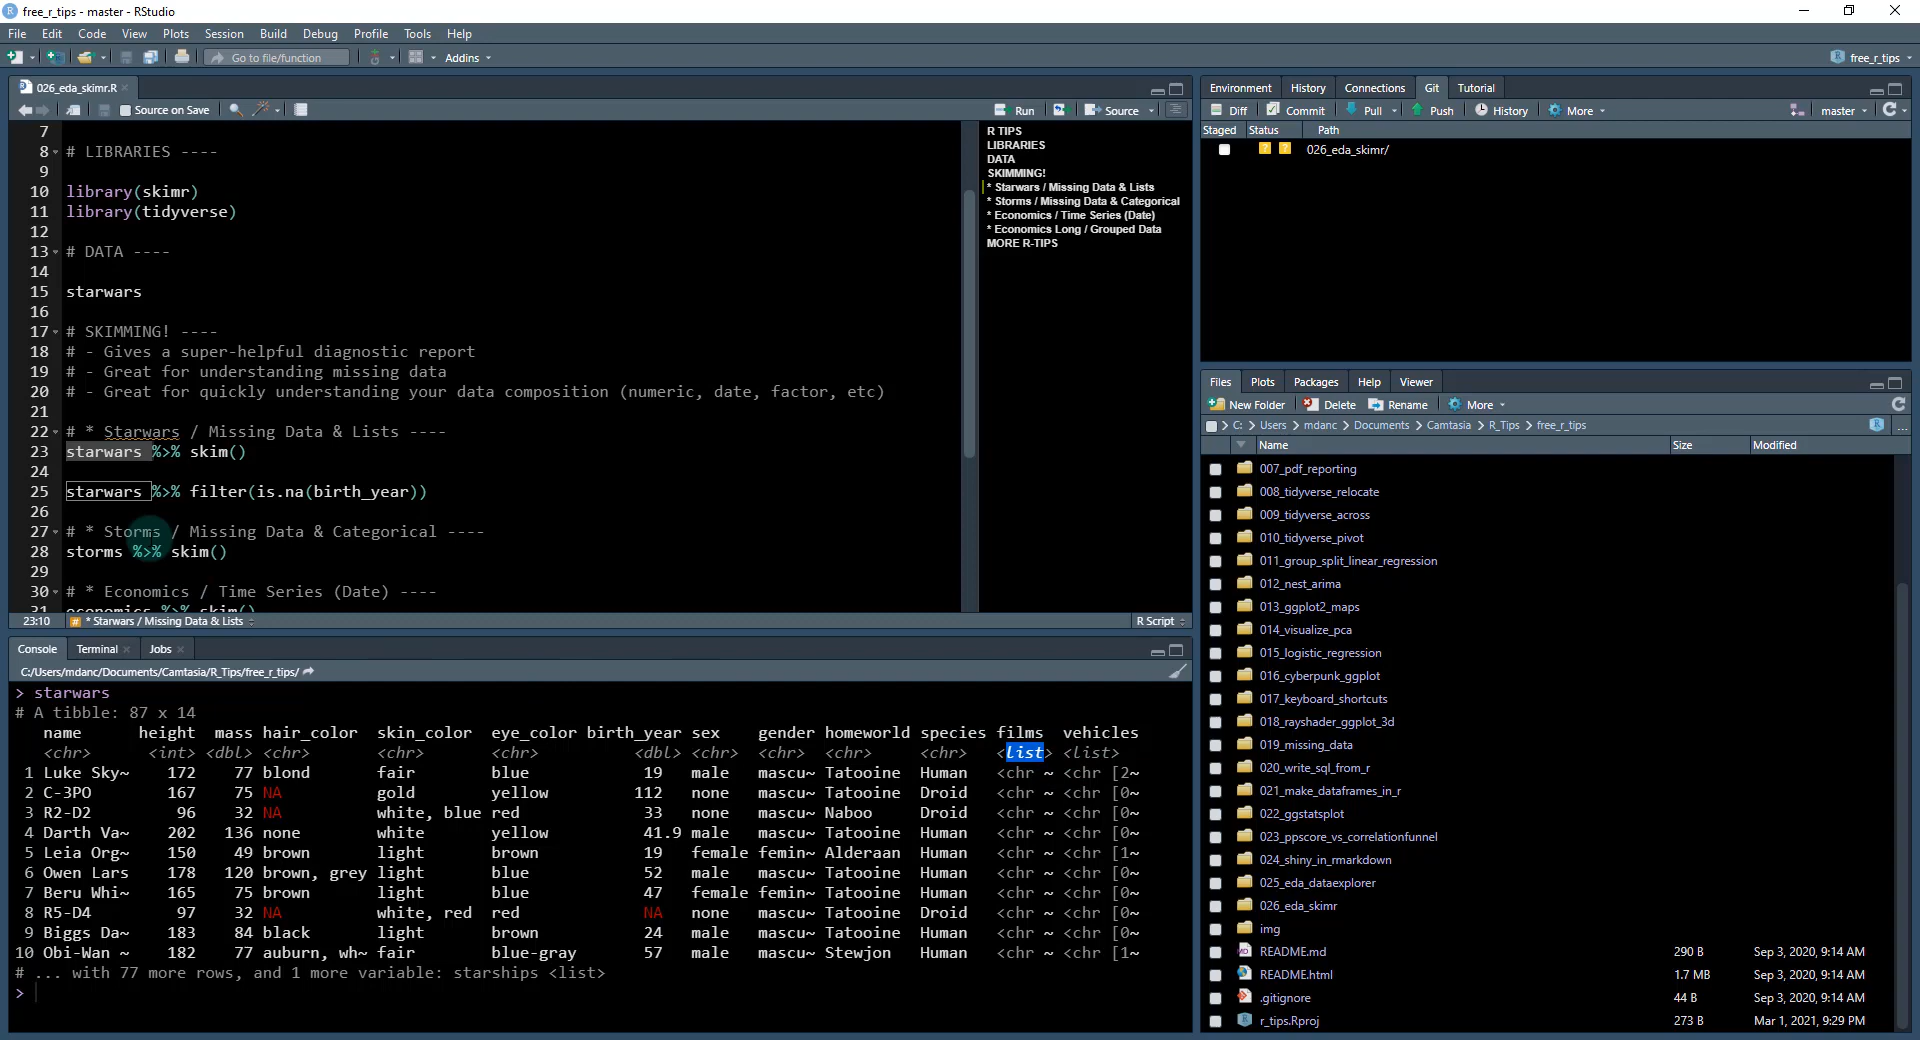 free_r_tips - master - RStudio
File Edit Code View Plots Session Build Debug Profile Tools Help
Go to file/function Addins free_r_tips
026_eda_skimr.R
Source on Save Run Source
7
8 # LIBRARIES ----
9
10 library(skimr)
11 library(tidyverse)
12
13 # DATA ----
14
15 starwars
16
17 # SKIMMING! ----
18 # - Gives a super-helpful diagnostic report
19 # - Great for understanding missing data
20 # - Great for quickly understanding your data composition (numeric, date, factor, etc)
21
22 # * Starwars / Missing Data & Lists ----
23 starwars %>% skim()
24
25 starwars %>% filter(is.na(birth_year))
26
27 # * Storms / Missing Data & Categorical ----
28 storms %>% skim()
29
30 # * Economics / Time Series (Date) ----
31 economics %>% skim()
23:10 # * Starwars / Missing Data & Lists R Script
R TIPS
LIBRARIES
DATA
SKIMMING!
* Starwars / Missing Data & Lists
* Storms / Missing Data & Categorical
* Economics / Time Series (Date)
* Economics Long / Grouped Data
MORE R-TIPS
Console Terminal Jobs
C:/Users/mdanc/Documents/Camtasia/R_Tips/free_r_tips/
> starwars
# A tibble: 87 x 14
name height mass hair_color skin_color eye_color birth_year sex gender homeworld species films vehicles
<chr> <int> <dbl> <chr> <chr> <chr> <dbl> <chr> <chr> <chr> <chr> <list> <list>
1 Luke Sky~ 172 77 blond fair blue 19 male mascu~ Tatooine Human <chr ~ <chr [2~
2 C-3PO 167 75 NA gold yellow 112 none mascu~ Tatooine Droid <chr ~ <chr [0~
3 R2-D2 96 32 NA white, blue red 33 none mascu~ Naboo Droid <chr ~ <chr [0~
4 Darth Va~ 202 136 none white yellow 41.9 male mascu~ Tatooine Human <chr ~ <chr [0~
5 Leia Org~ 150 49 brown light brown 19 female femin~ Alderaan Human <chr ~ <chr [1~
6 Owen Lars 178 120 brown, grey light blue 52 male mascu~ Tatooine Human <chr ~ <chr [0~
7 Beru Whi~ 165 75 brown light blue 47 female femin~ Tatooine Human <chr ~ <chr [0~
8 R5-D4 97 32 NA white, red red NA none mascu~ Tatooine Droid <chr ~ <chr [0~
9 Biggs Da~ 183 84 black light brown 24 male mascu~ Tatooine Human <chr ~ <chr [0~
10 Obi-Wan ~ 182 77 auburn, wh~ fair blue-gray 57 male mascu~ Stewjon Human <chr ~ <chr [1~
# ... with 77 more rows, and 1 more variable: starships <list>
>
Environment History Connections Git Tutorial
Diff Commit Pull Push History More master
Staged Status Path
? ? 026_eda_skimr/
Files Plots Packages Help Viewer
New Folder Delete Rename More
C: > Users > mdanc > Documents > Camtasia > R_Tips > free_r_tips ...
Name Size Modified
007_pdf_reporting
008_tidyverse_relocate
009_tidyverse_across
010_tidyverse_pivot
011_group_split_linear_regression
012_nest_arima
013_ggplot2_maps
014_visualize_pca
015_logistic_regression
016_cyberpunk_ggplot
017_keyboard_shortcuts
018_rayshader_ggplot_3d
019_missing_data
020_write_sql_from_r
021_make_dataframes_in_r
022_ggstatsplot
023_ppscore_vs_correlationfunnel
024_shiny_in_rmarkdown
025_eda_dataexplorer
026_eda_skimr
img
README.md 290 B Sep 3, 2020, 9:14 AM
README.html 1.7 MB Sep 3, 2020, 9:14 AM
.gitignore 44 B Sep 3, 2020, 9:14 AM
r_tips.Rproj 273 B Mar 1, 2021, 9:29 PM